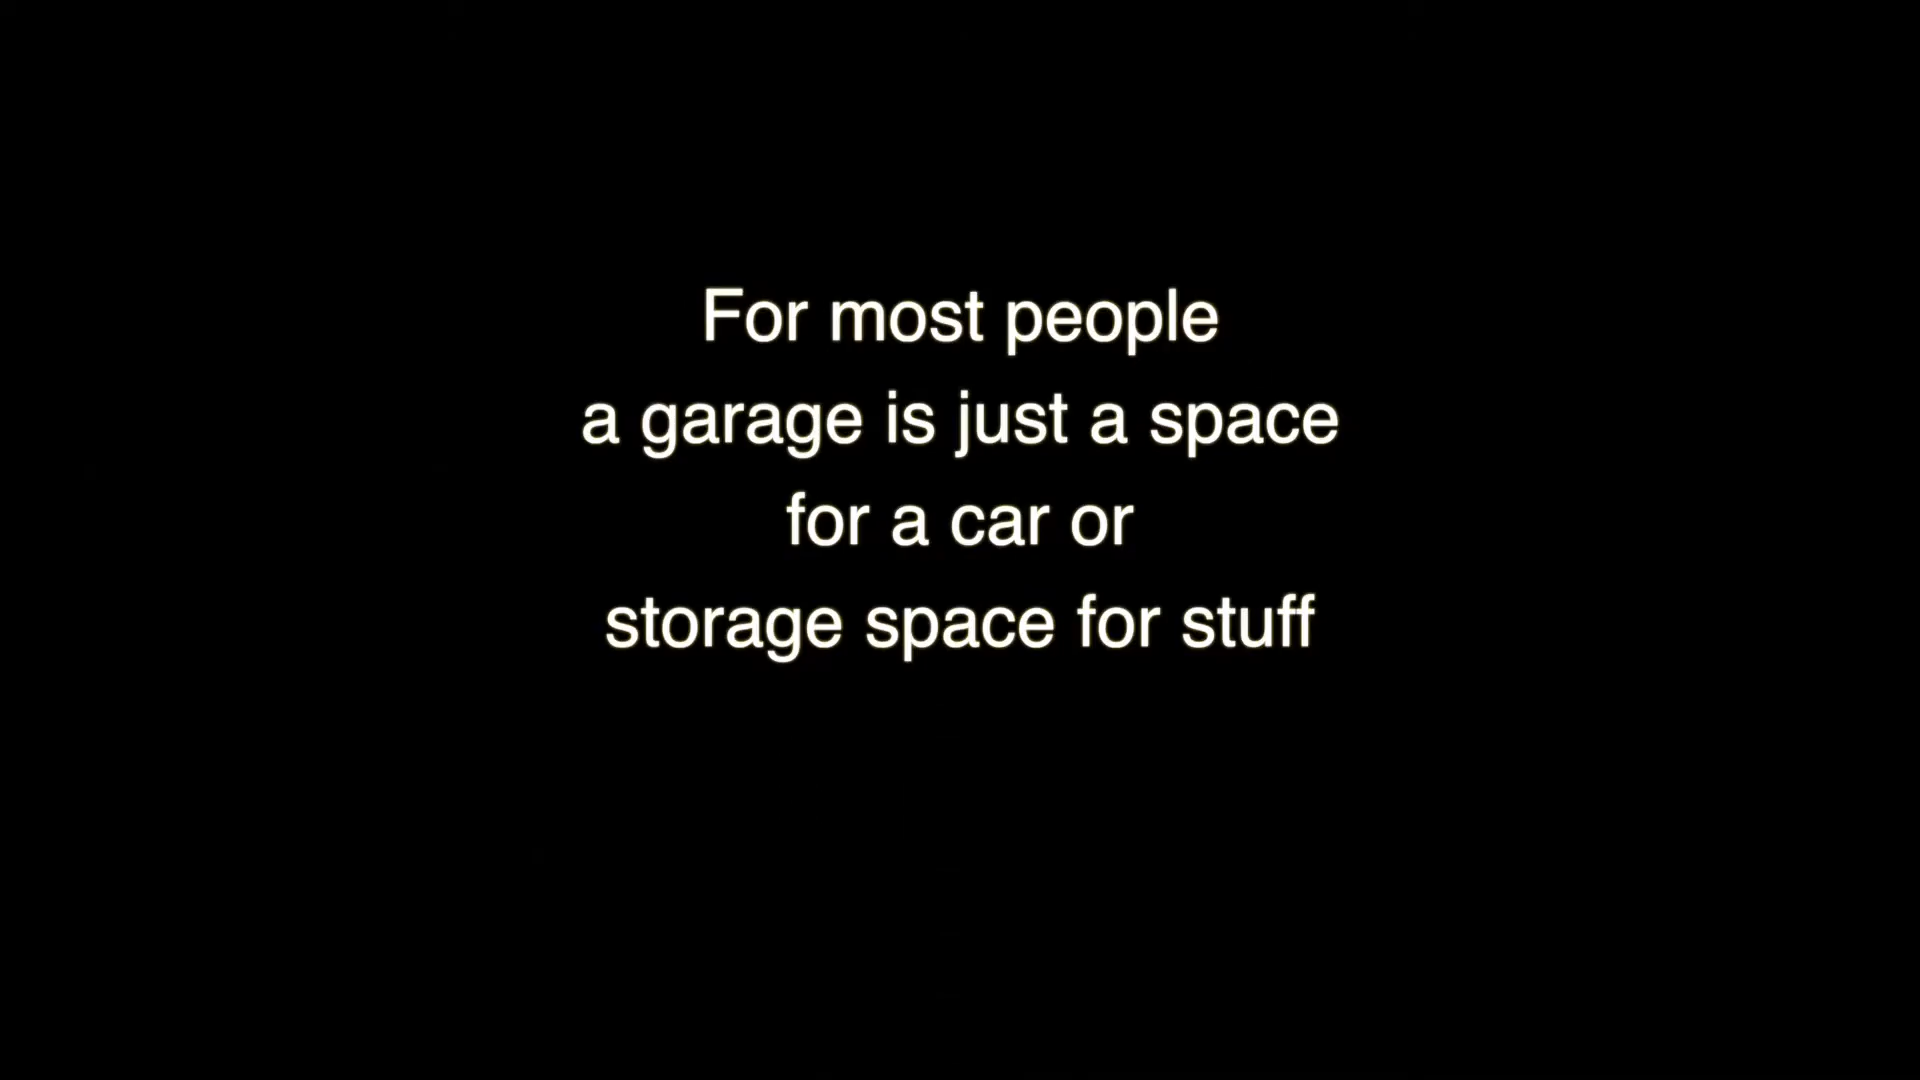 For most people
a garage is just a space
for a car or
storage space for stuff